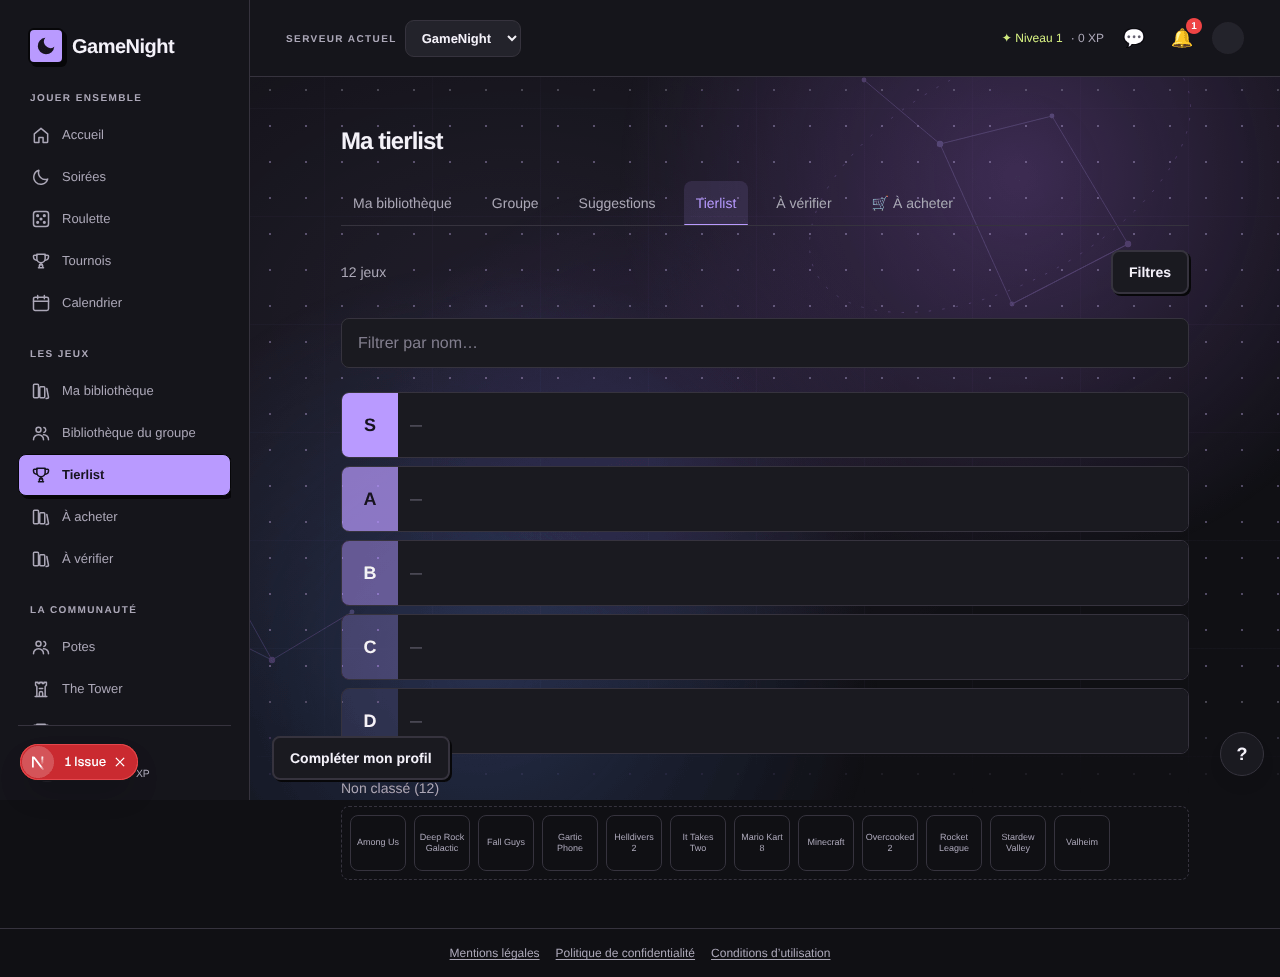 GameNight
SERVEUR ACTUEL
GameNight
✦ Niveau 1 · 0 XP
1
JOUER ENSEMBLE
Accueil
Soirées
Roulette
Tournois
Calendrier
LES JEUX
Ma bibliothèque
Bibliothèque du groupe
Tierlist
À acheter
À vérifier
LA COMMUNAUTÉ
Potes
The Tower
1 Issue
XP
Ma tierlist
Ma bibliothèque
Groupe
Suggestions
Tierlist
À vérifier
🛒 À acheter
12 jeux
Filtres
Filtrer par nom…
S —
A —
B —
C —
D —
Compléter mon profil
?
Non classé (12)
Among Us
Deep Rock
Galactic
Fall Guys
Gartic
Phone
Helldivers
2
It Takes
Two
Mario Kart
8
Minecraft
Overcooked
2
Rocket
League
Stardew
Valley
Valheim
Mentions légales
Politique de confidentialité
Conditions d’utilisation